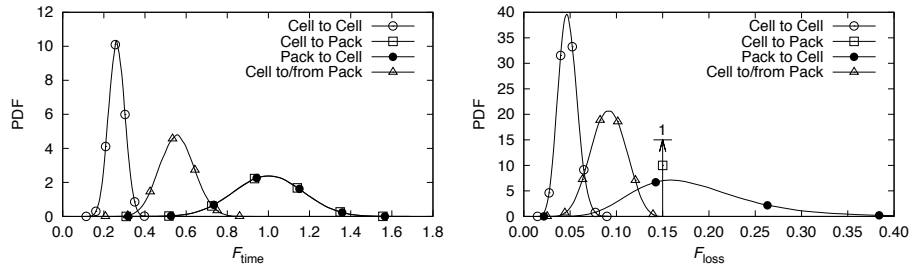 Cell to Cell
Cell to Pack
Pack to Cell
Cell to/from Pack
12
10
8
6
4
2
0
PDF
0.0 0.2 0.4 0.6 0.8 1.0 1.2 1.4 1.6 1.8
F_time
Cell to Cell
Cell to Pack
Pack to Cell
Cell to/from Pack
1
40
35
30
25
20
15
10
5
0
PDF
0.00 0.05 0.10 0.15 0.20 0.25 0.30 0.35 0.40
F_loss